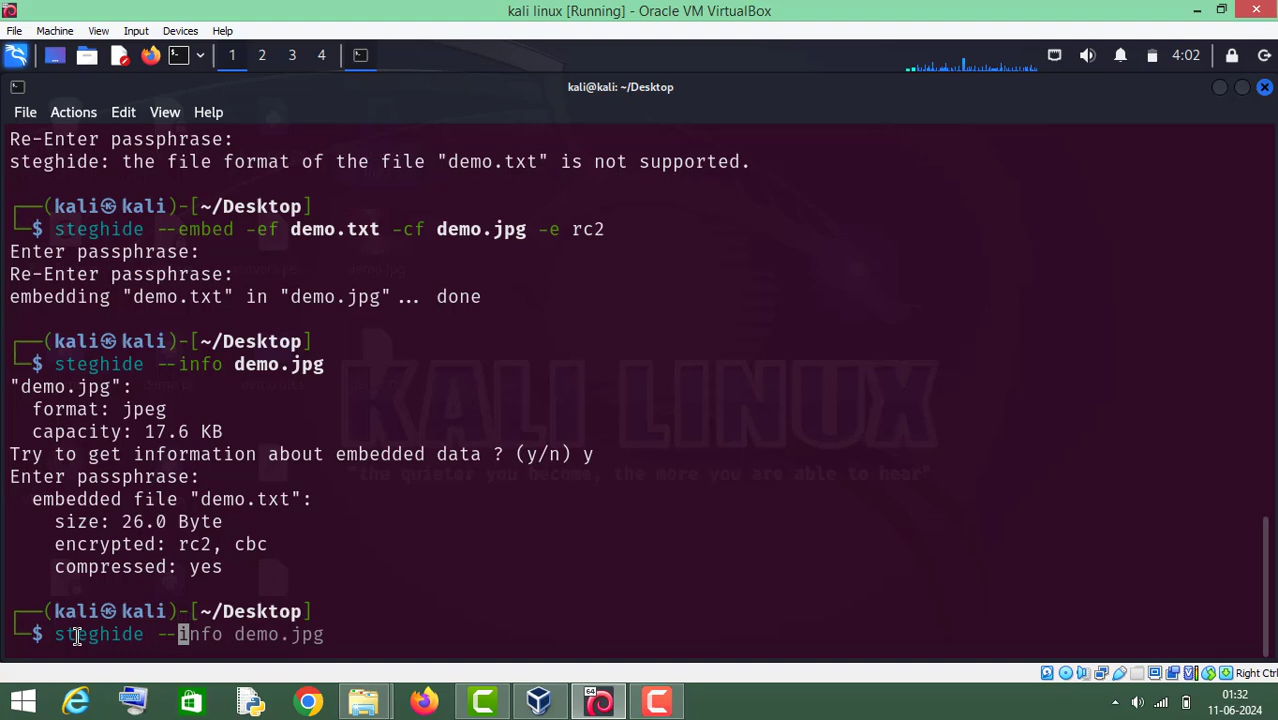 kali linux [Running] - Oracle VM VirtualBox
File Machine View Input Devices Help
1 2 3 4 4:02
kali@kali: ~/Desktop
File Actions Edit View Help
Re-Enter passphrase:
steghide: the file format of the file "demo.txt" is not supported.
┌──(kali㉿kali)-[~/Desktop]
└─$ steghide --embed -ef demo.txt -cf demo.jpg -e rc2
Enter passphrase:
Re-Enter passphrase:
embedding "demo.txt" in "demo.jpg"... done
┌──(kali㉿kali)-[~/Desktop]
└─$ steghide --info demo.jpg
"demo.jpg":
format: jpeg
capacity: 17.6 KB
Try to get information about embedded data ? (y/n) y
Enter passphrase:
embedded file "demo.txt":
size: 26.0 Byte
encrypted: rc2, cbc
compressed: yes
┌──(kali㉿kali)-[~/Desktop]
└─$ steghide --info demo.jpg
KALI LINUX
"the quieter you become, the more you are able to hear"
Right Ctrl
64
01:32
11-06-2024